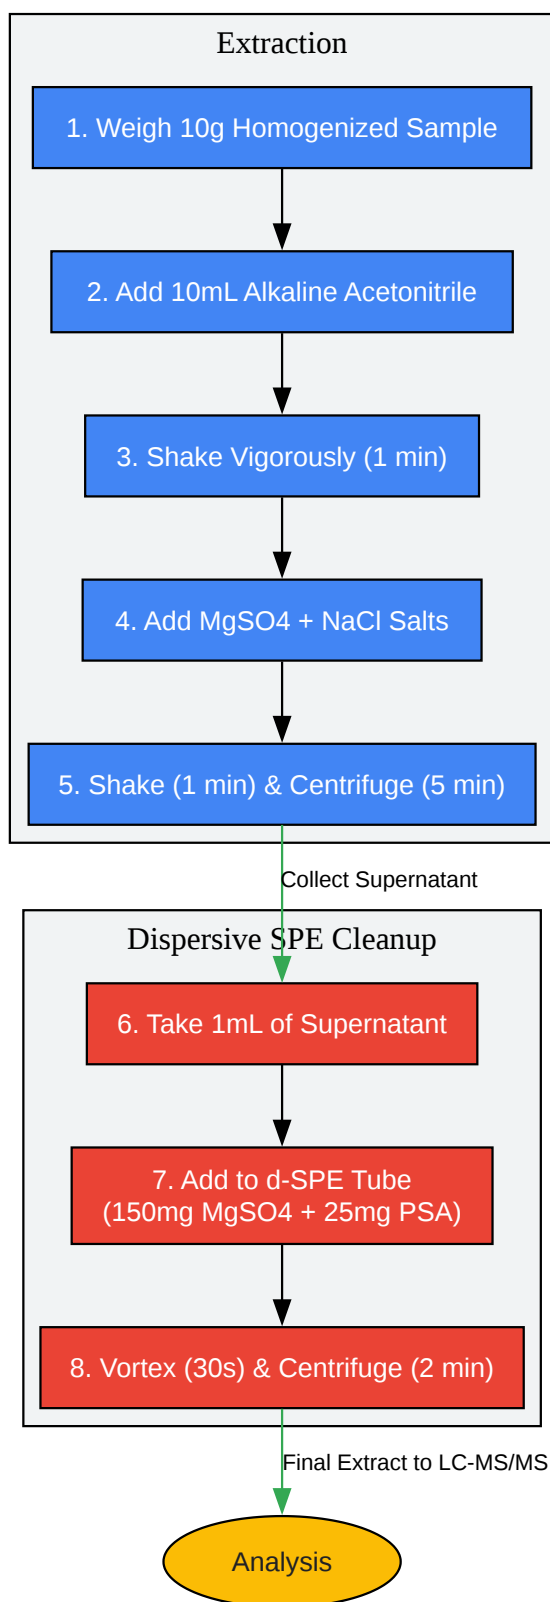 Extraction
1. Weigh 10g Homogenized Sample
2. Add 10mL Alkaline Acetonitrile
3. Shake Vigorously (1 min)
4. Add MgSO4 + NaCl Salts
5. Shake (1 min) & Centrifuge (5 min)
Collect Supernatant
Dispersive SPE Cleanup
6. Take 1mL of Supernatant
7. Add to d-SPE Tube
(150mg MgSO4 + 25mg PSA)
8. Vortex (30s) & Centrifuge (2 min)
Final Extract to LC-MS/MS
Analysis